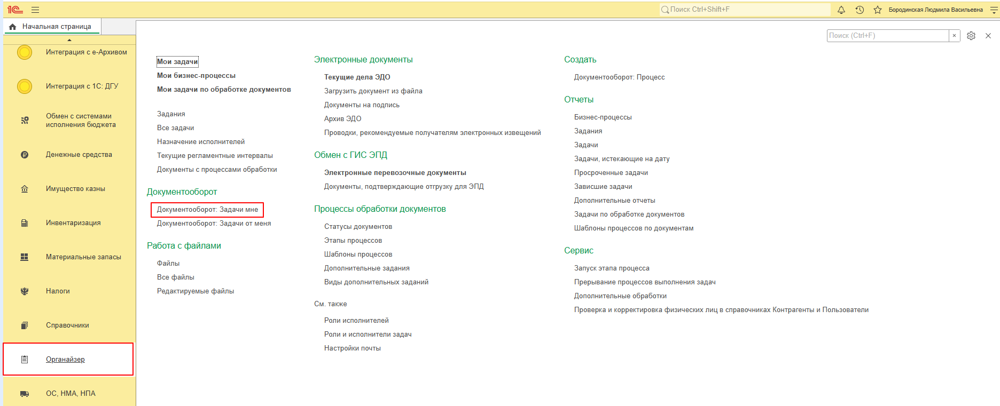 1С
Поиск Ctrl+Shift+F
Бородинская Людмила Васильевна
Начальная страница
Поиск (Ctrl+F)
×
Интеграция с е-Архивом
Интеграция с 1С: ДГУ
Обмен с системами
исполнения бюджета
Денежные средства
Имущество казны
Инвентаризация
Материальные запасы
Налоги
Справочники
Органайзер
ОС, НМА, НПА
Мои задачи
Мои бизнес-процессы
Мои задачи по обработке документов
Задания
Все задачи
Назначение исполнителей
Текущие регламентные интервалы
Документы с процессами обработки
Документооборот
Документооборот: Задачи мне
Документооборот: Задачи от меня
Работа с файлами
Файлы
Все файлы
Редактируемые файлы
Электронные документы
Текущие дела ЭДО
Загрузить документ из файла
Документы на подпись
Архив ЭДО
Проводки, рекомендуемые получателям электронных извещений
Обмен с ГИС ЭПД
Электронные перевозочные документы
Документы, подтверждающие отгрузку для ЭПД
Процессы обработки документов
Статусы документов
Этапы процессов
Шаблоны процессов
Дополнительные задания
Виды дополнительных заданий
См. также
Роли исполнителей
Роли и исполнители задач
Настройки почты
Создать
Документооборот: Процесс
Отчеты
Бизнес-процессы
Задания
Задачи
Задачи, истекающие на дату
Просроченные задачи
Зависшие задачи
Дополнительные отчеты
Задачи по обработке документов
Шаблоны процессов по документам
Сервис
Запуск этапа процесса
Прерывание процессов выполнения задач
Дополнительные обработки
Проверка и корректировка физических лиц в справочниках Контрагенты и Пользователи